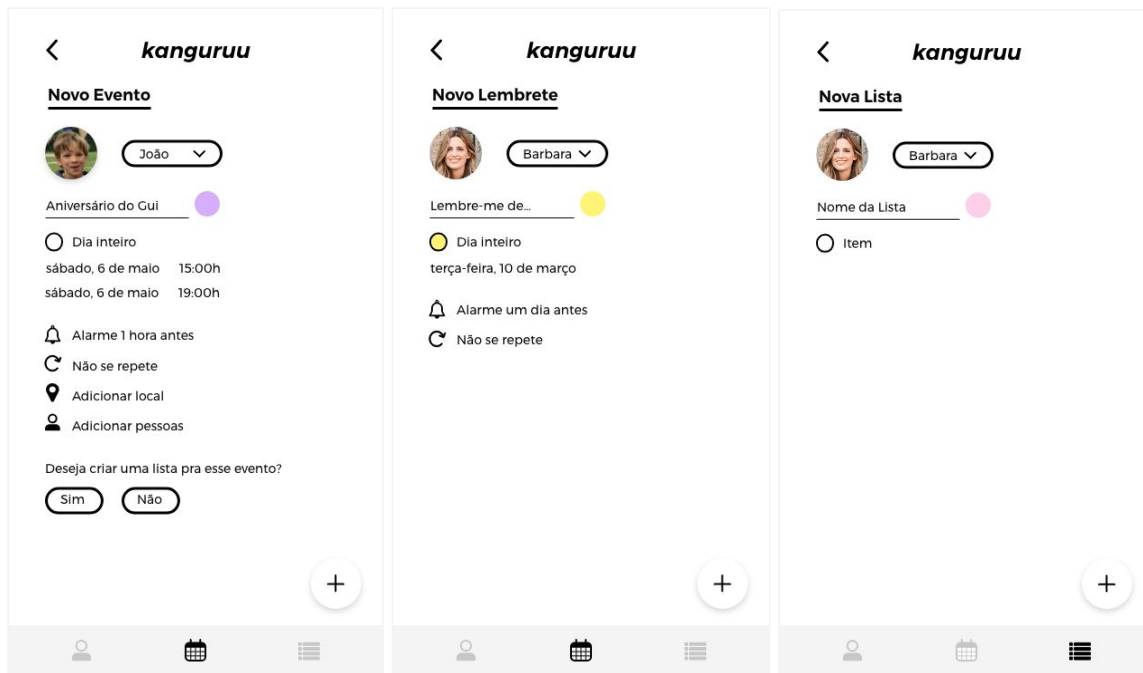 kanguruu
Novo Evento
João
Aniversário do Gui
Dia inteiro
sábado, 6 de maio 15:00h
sábado, 6 de maio 19:00h
Alarme 1 hora antes
Não se repete
Adicionar local
Adicionar pessoas
Deseja criar uma lista pra esse evento?
Sim Não
kanguruu
Novo Lembrete
Barbara
Lembre-me de...
Dia inteiro
terça-feira, 10 de março
Alarme um dia antes
Não se repete
kanguruu
Nova Lista
Barbara
Nome da Lista
Item